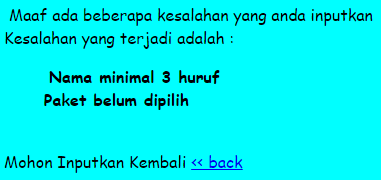 Maaf ada beberapa kesalahan yang anda inputkan
Kesalahan yang terjadi adalah :
Nama minimal 3 huruf
Paket belum dipilih
Mohon Inputkan Kembali << back